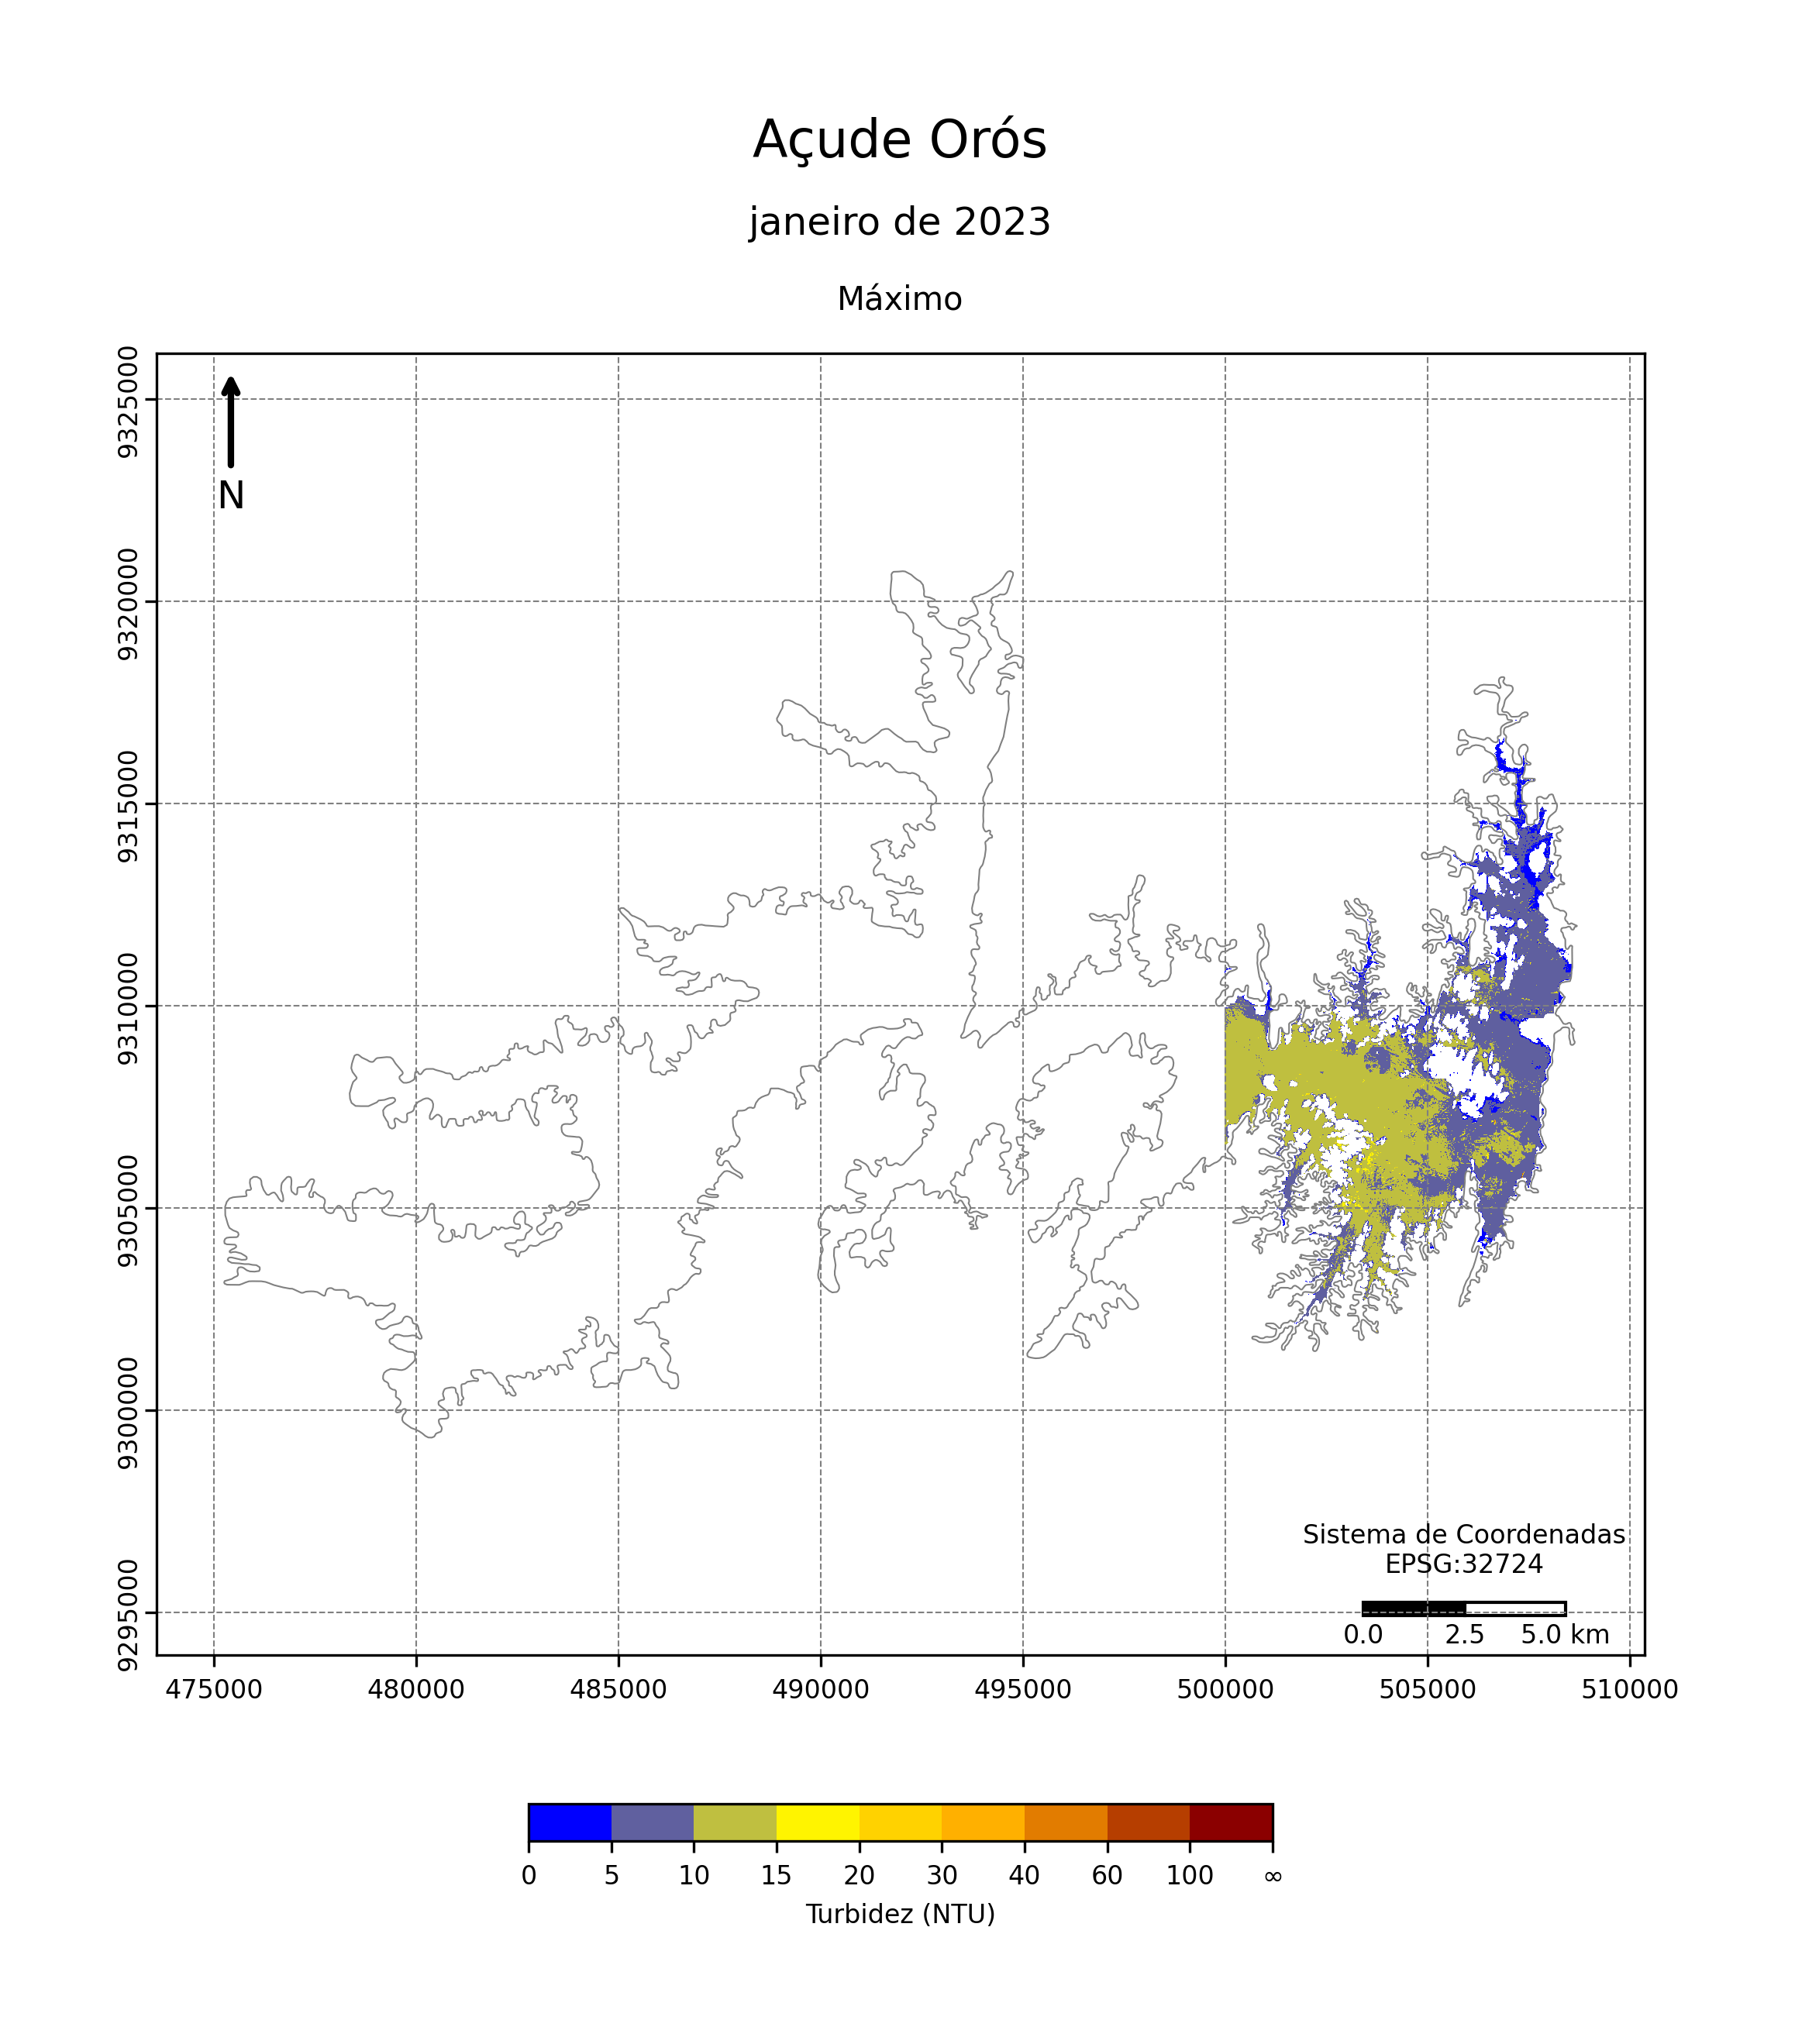 Açude Orós
janeiro de 2023
Máximo
9325000
9320000
9315000
9310000
9305000
9300000
9295000
N
Sistema de Coordenadas
EPSG:32724
0.0 2.5 5.0 km
475000 480000 485000 490000 495000 500000 505000 510000
0 5 10 15 20 30 40 60 100 ∞
Turbidez (NTU)